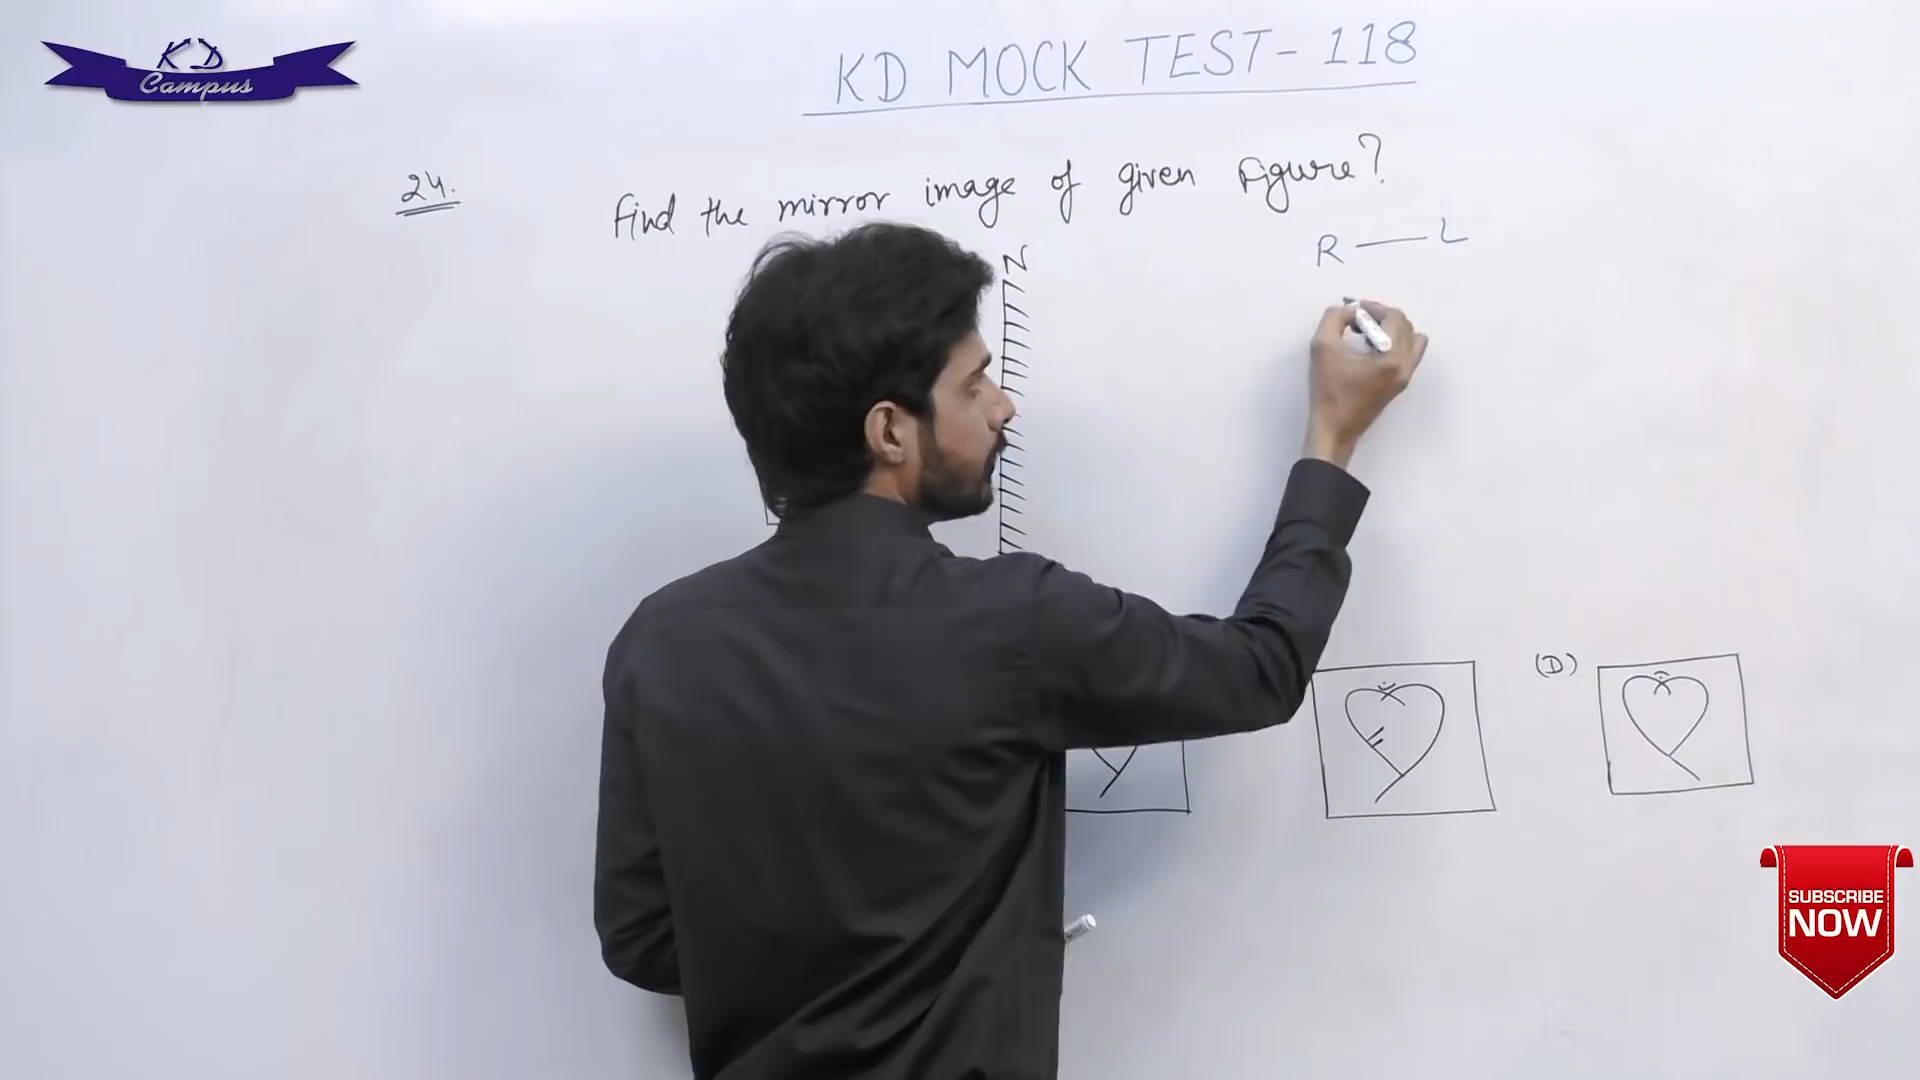 KD
Campus
KD MOCK TEST-118
24.
Find the mirror image of given Figure?
R — L
N
(D)
SUBSCRIBE
NOW